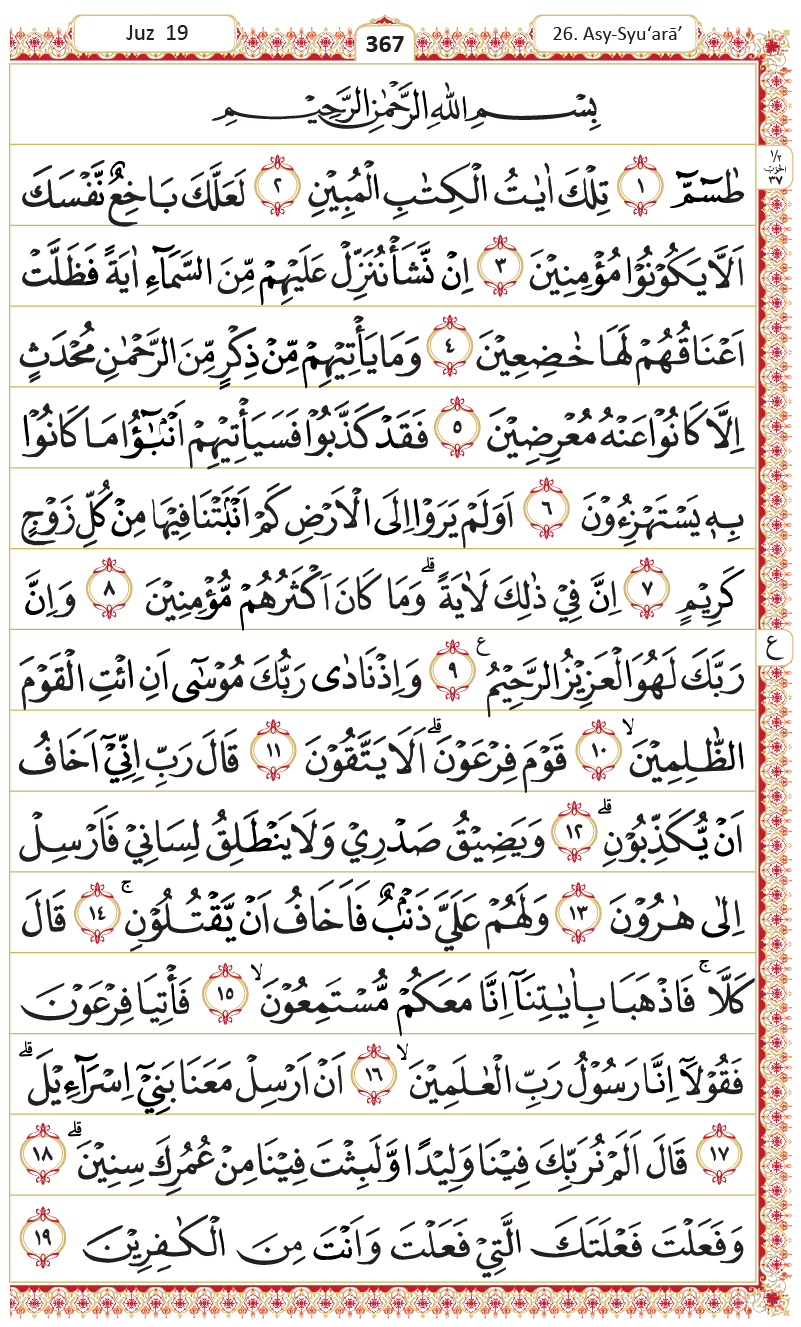 Juz 19
367
26. Asy-Syu‘arā’
بِسْمِ اللّٰهِ الرَّحْمٰنِ الرَّحِيْمِ
١/٢
الحزب
٣٧
طٰسۤمّۤ ١ تِلْكَ اٰيٰتُ الْكِتٰبِ الْمُبِيْنِ ٢ لَعَلَّكَ بَاخِعٌ نَّفْسَكَ
اَلَّا يَكُوْنُوْا مُؤْمِنِيْنَ ٣ اِنْ نَّشَأْ نُنَزِّلْ عَلَيْهِمْ مِّنَ السَّمَاۤءِ اٰيَةً فَظَلَّتْ
اَعْنَاقُهُمْ لَهَا خٰضِعِيْنَ ٤ وَمَا يَأْتِيْهِمْ مِّنْ ذِكْرٍ مِّنَ الرَّحْمٰنِ مُحْدَثٍ
اِلَّا كَانُوْا عَنْهُ مُعْرِضِيْنَ ٥ فَقَدْ كَذَّبُوْا فَسَيَأْتِيْهِمْ اَنْۢبٰۤؤُا مَا كَانُوْا
بِهٖ يَسْتَهْزِءُوْنَ ٦ اَوَلَمْ يَرَوْا اِلَى الْاَرْضِ كَمْ اَنْۢبَتْنَا فِيْهَا مِنْ كُلِّ زَوْجٍ
كَرِيْمٍ ٧ اِنَّ فِيْ ذٰلِكَ لَاٰيَةًۗ وَمَا كَانَ اَكْثَرُهُمْ مُّؤْمِنِيْنَ ٨ وَاِنَّ
ع
رَبَّكَ لَهُوَ الْعَزِيْزُ الرَّحِيْمُ ࣖ ٩ وَاِذْ نَادٰى رَبُّكَ مُوْسٰٓى اَنِ ائْتِ الْقَوْمَ
الظّٰلِمِيْنَ ۙ ١٠ قَوْمَ فِرْعَوْنَ ۗ اَلَا يَتَّقُوْنَ ١١ قَالَ رَبِّ اِنِّيْٓ اَخَافُ
اَنْ يُّكَذِّبُوْنِ ۗ ١٢ وَيَضِيْقُ صَدْرِيْ وَلَا يَنْطَلِقُ لِسَانِيْ فَاَرْسِلْ
اِلٰى هٰرُوْنَ ١٣ وَلَهُمْ عَلَيَّ ذَنْۢبٌ فَاَخَافُ اَنْ يَّقْتُلُوْنِ ۚ ١٤ قَالَ
كَلَّا ۚ فَاذْهَبَا بِاٰيٰتِنَآ اِنَّا مَعَكُمْ مُّسْتَمِعُوْنَ ۙ ١٥ فَأْتِيَا فِرْعَوْنَ
فَقُوْلَآ اِنَّا رَسُوْلُ رَبِّ الْعٰلَمِيْنَ ۙ ١٦ اَنْ اَرْسِلْ مَعَنَا بَنِيْٓ اِسْرَاۤءِيْلَ ۗ
١٧ قَالَ اَلَمْ نُرَبِّكَ فِيْنَا وَلِيْدًا وَّلَبِثْتَ فِيْنَا مِنْ عُمُرِكَ سِنِيْنَ ۗ ١٨
وَفَعَلْتَ فَعْلَتَكَ الَّتِيْ فَعَلْتَ وَاَنْتَ مِنَ الْكٰفِرِيْنَ ١٩